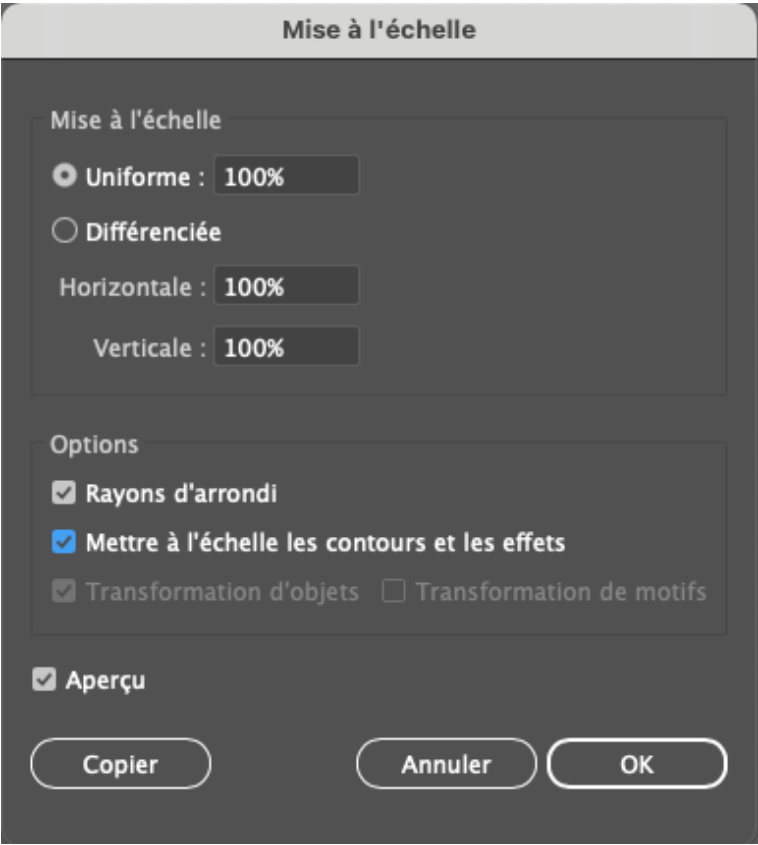 Mise à l'échelle
Mise à l'échelle
Uniforme : 100%
Différenciée
Horizontale : 100%
Verticale : 100%
Options
Rayons d'arrondi
Mettre à l'échelle les contours et les effets
Transformation d'objets Transformation de motifs
Aperçu
Copier Annuler OK